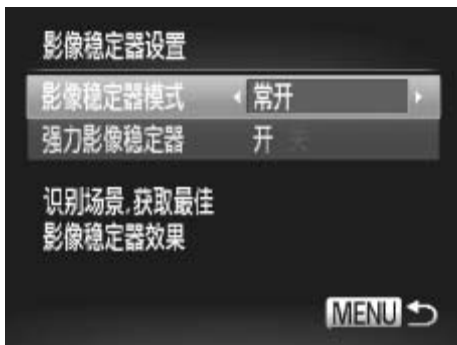 影像稳定器设置
影像稳定器模式 常开
强力影像稳定器 开 关
识别场景,获取最佳
影像稳定器效果
MENU